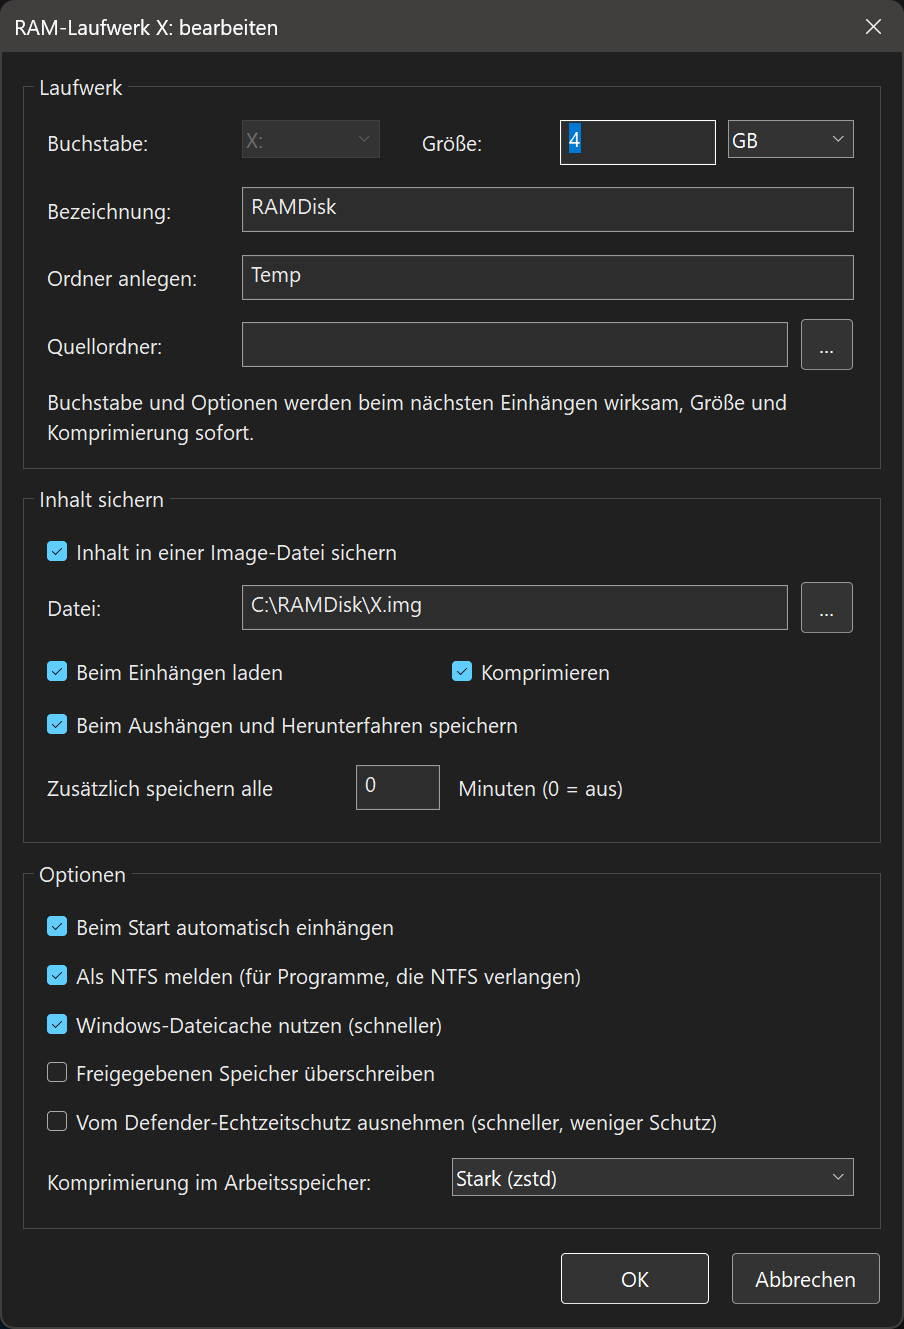 RAM-Laufwerk X: bearbeiten
Laufwerk
Buchstabe:
X:
Größe:
4
GB
Bezeichnung:
RAMDisk
Ordner anlegen:
Temp
Quellordner:
...
Buchstabe und Optionen werden beim nächsten Einhängen wirksam, Größe und
Komprimierung sofort.
Inhalt sichern
Inhalt in einer Image-Datei sichern
Datei:
C:\RAMDisk\X.img
...
Beim Einhängen laden
Komprimieren
Beim Aushängen und Herunterfahren speichern
Zusätzlich speichern alle
0
Minuten (0 = aus)
Optionen
Beim Start automatisch einhängen
Als NTFS melden (für Programme, die NTFS verlangen)
Windows-Dateicache nutzen (schneller)
Freigegebenen Speicher überschreiben
Vom Defender-Echtzeitschutz ausnehmen (schneller, weniger Schutz)
Komprimierung im Arbeitsspeicher:
Stark (zstd)
OK
Abbrechen